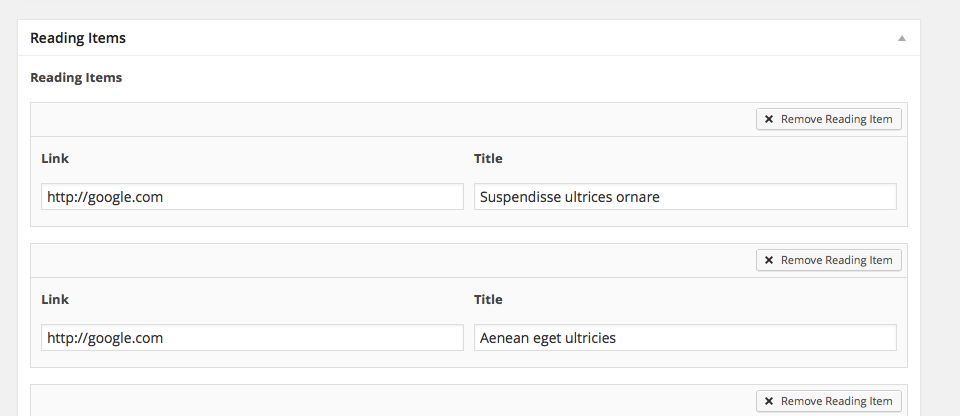 Reading Items
Reading Items
Remove Reading Item
Link Title
http://google.com Suspendisse ultrices ornare
Remove Reading Item
Link Title
http://google.com Aenean eget ultricies
Remove Reading Item